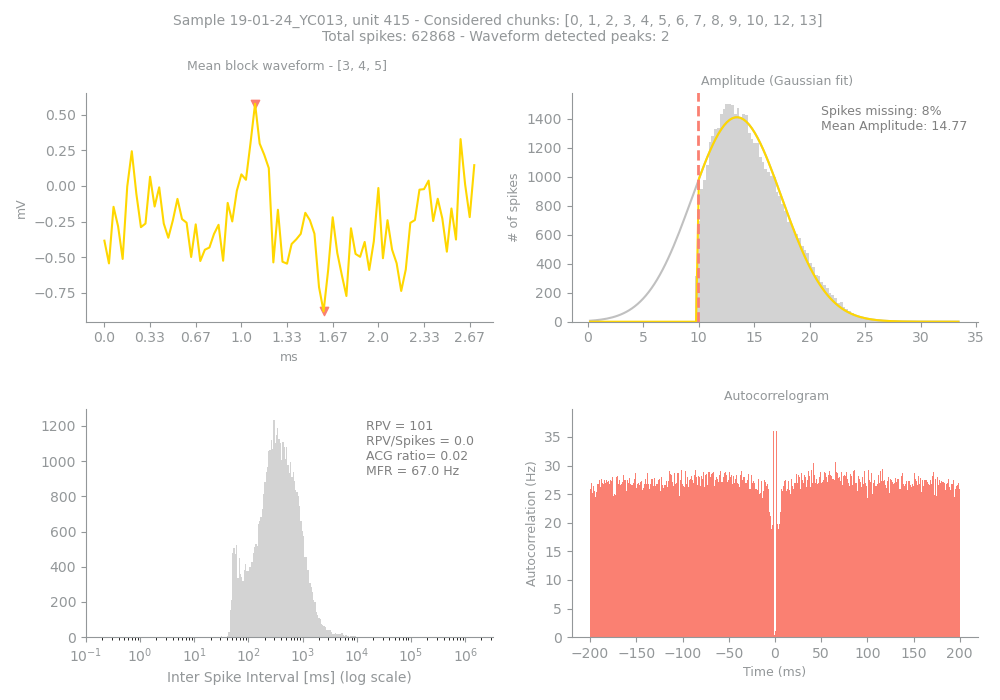 Sample 19-01-24_YC013, unit 415 - Considered chunks: [0, 1, 2, 3, 4, 5, 6, 7, 8, 9, 10, 12, 13]
Total spikes: 62868 - Waveform detected peaks: 2
Mean block waveform - [3, 4, 5]
0.50
0.25
0.00
−0.25
−0.50
−0.75
mV
0.0 0.33 0.67 1.0 1.33 1.67 2.0 2.33 2.67
ms
Amplitude (Gaussian fit)
Spikes missing: 8%
Mean Amplitude: 14.77
1400
1200
1000
800
600
400
200
0
# of spikes
0 5 10 15 20 25 30 35
RPV = 101
RPV/Spikes = 0.0
ACG ratio= 0.02
MFR = 67.0 Hz
1200
1000
800
600
400
200
0
10⁻¹ 10⁰ 10¹ 10² 10³ 10⁴ 10⁵ 10⁶
Inter Spike Interval [ms] (log scale)
Autocorrelogram
35
30
25
20
15
10
5
0
Autocorrelation (Hz)
−200 −150 −100 −50 0 50 100 150 200
Time (ms)